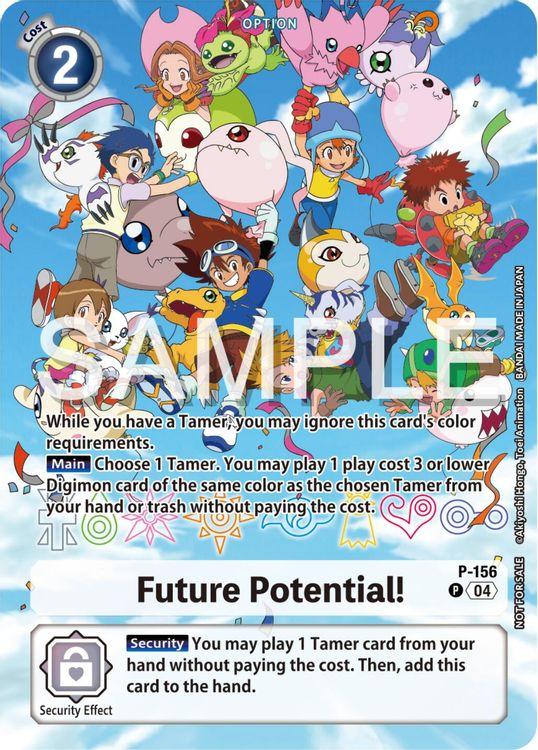 OPTION
Cost
2
SAMPLE
While you have a Tamer, you may ignore this card's color
requirements.
Main Choose 1 Tamer. You may play 1 play cost 3 or lower
Digimon card of the same color as the chosen Tamer from
your hand or trash without paying the cost.
©Akiyoshi Hongo, Toei Animation BANDAI MADE IN JAPAN
NOT FOR SALE
P-156
P 04
Future Potential!
Security You may play 1 Tamer card from your
hand without paying the cost. Then, add this
card to the hand.
Security Effect